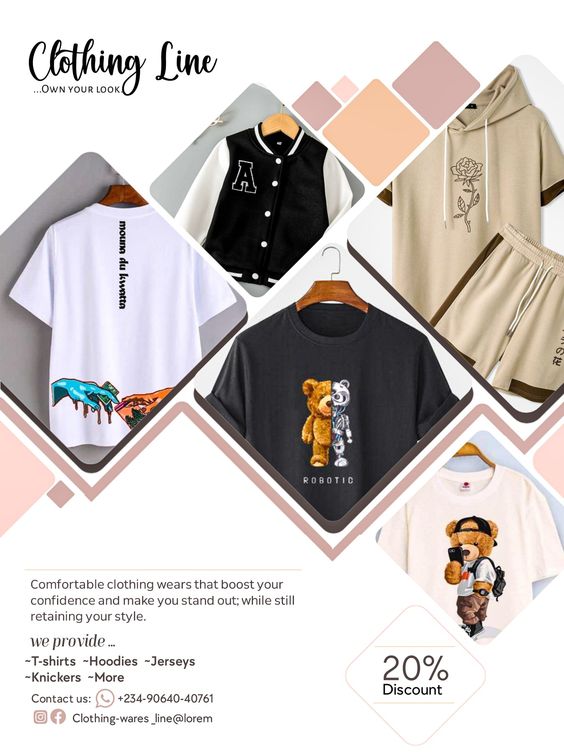 Clothing Line
...OWN YOUR LOOK
A
mouna du kwatta
ROBOTIC
Comfortable clothing wears that boost your
confidence and make you stand out; while still
retaining your style.
we provide ...
~T-shirts ~Hoodies ~Jerseys
~Knickers ~More
Contact us: +234-90640-40761
Clothing-wares_line@lorem
20%
Discount